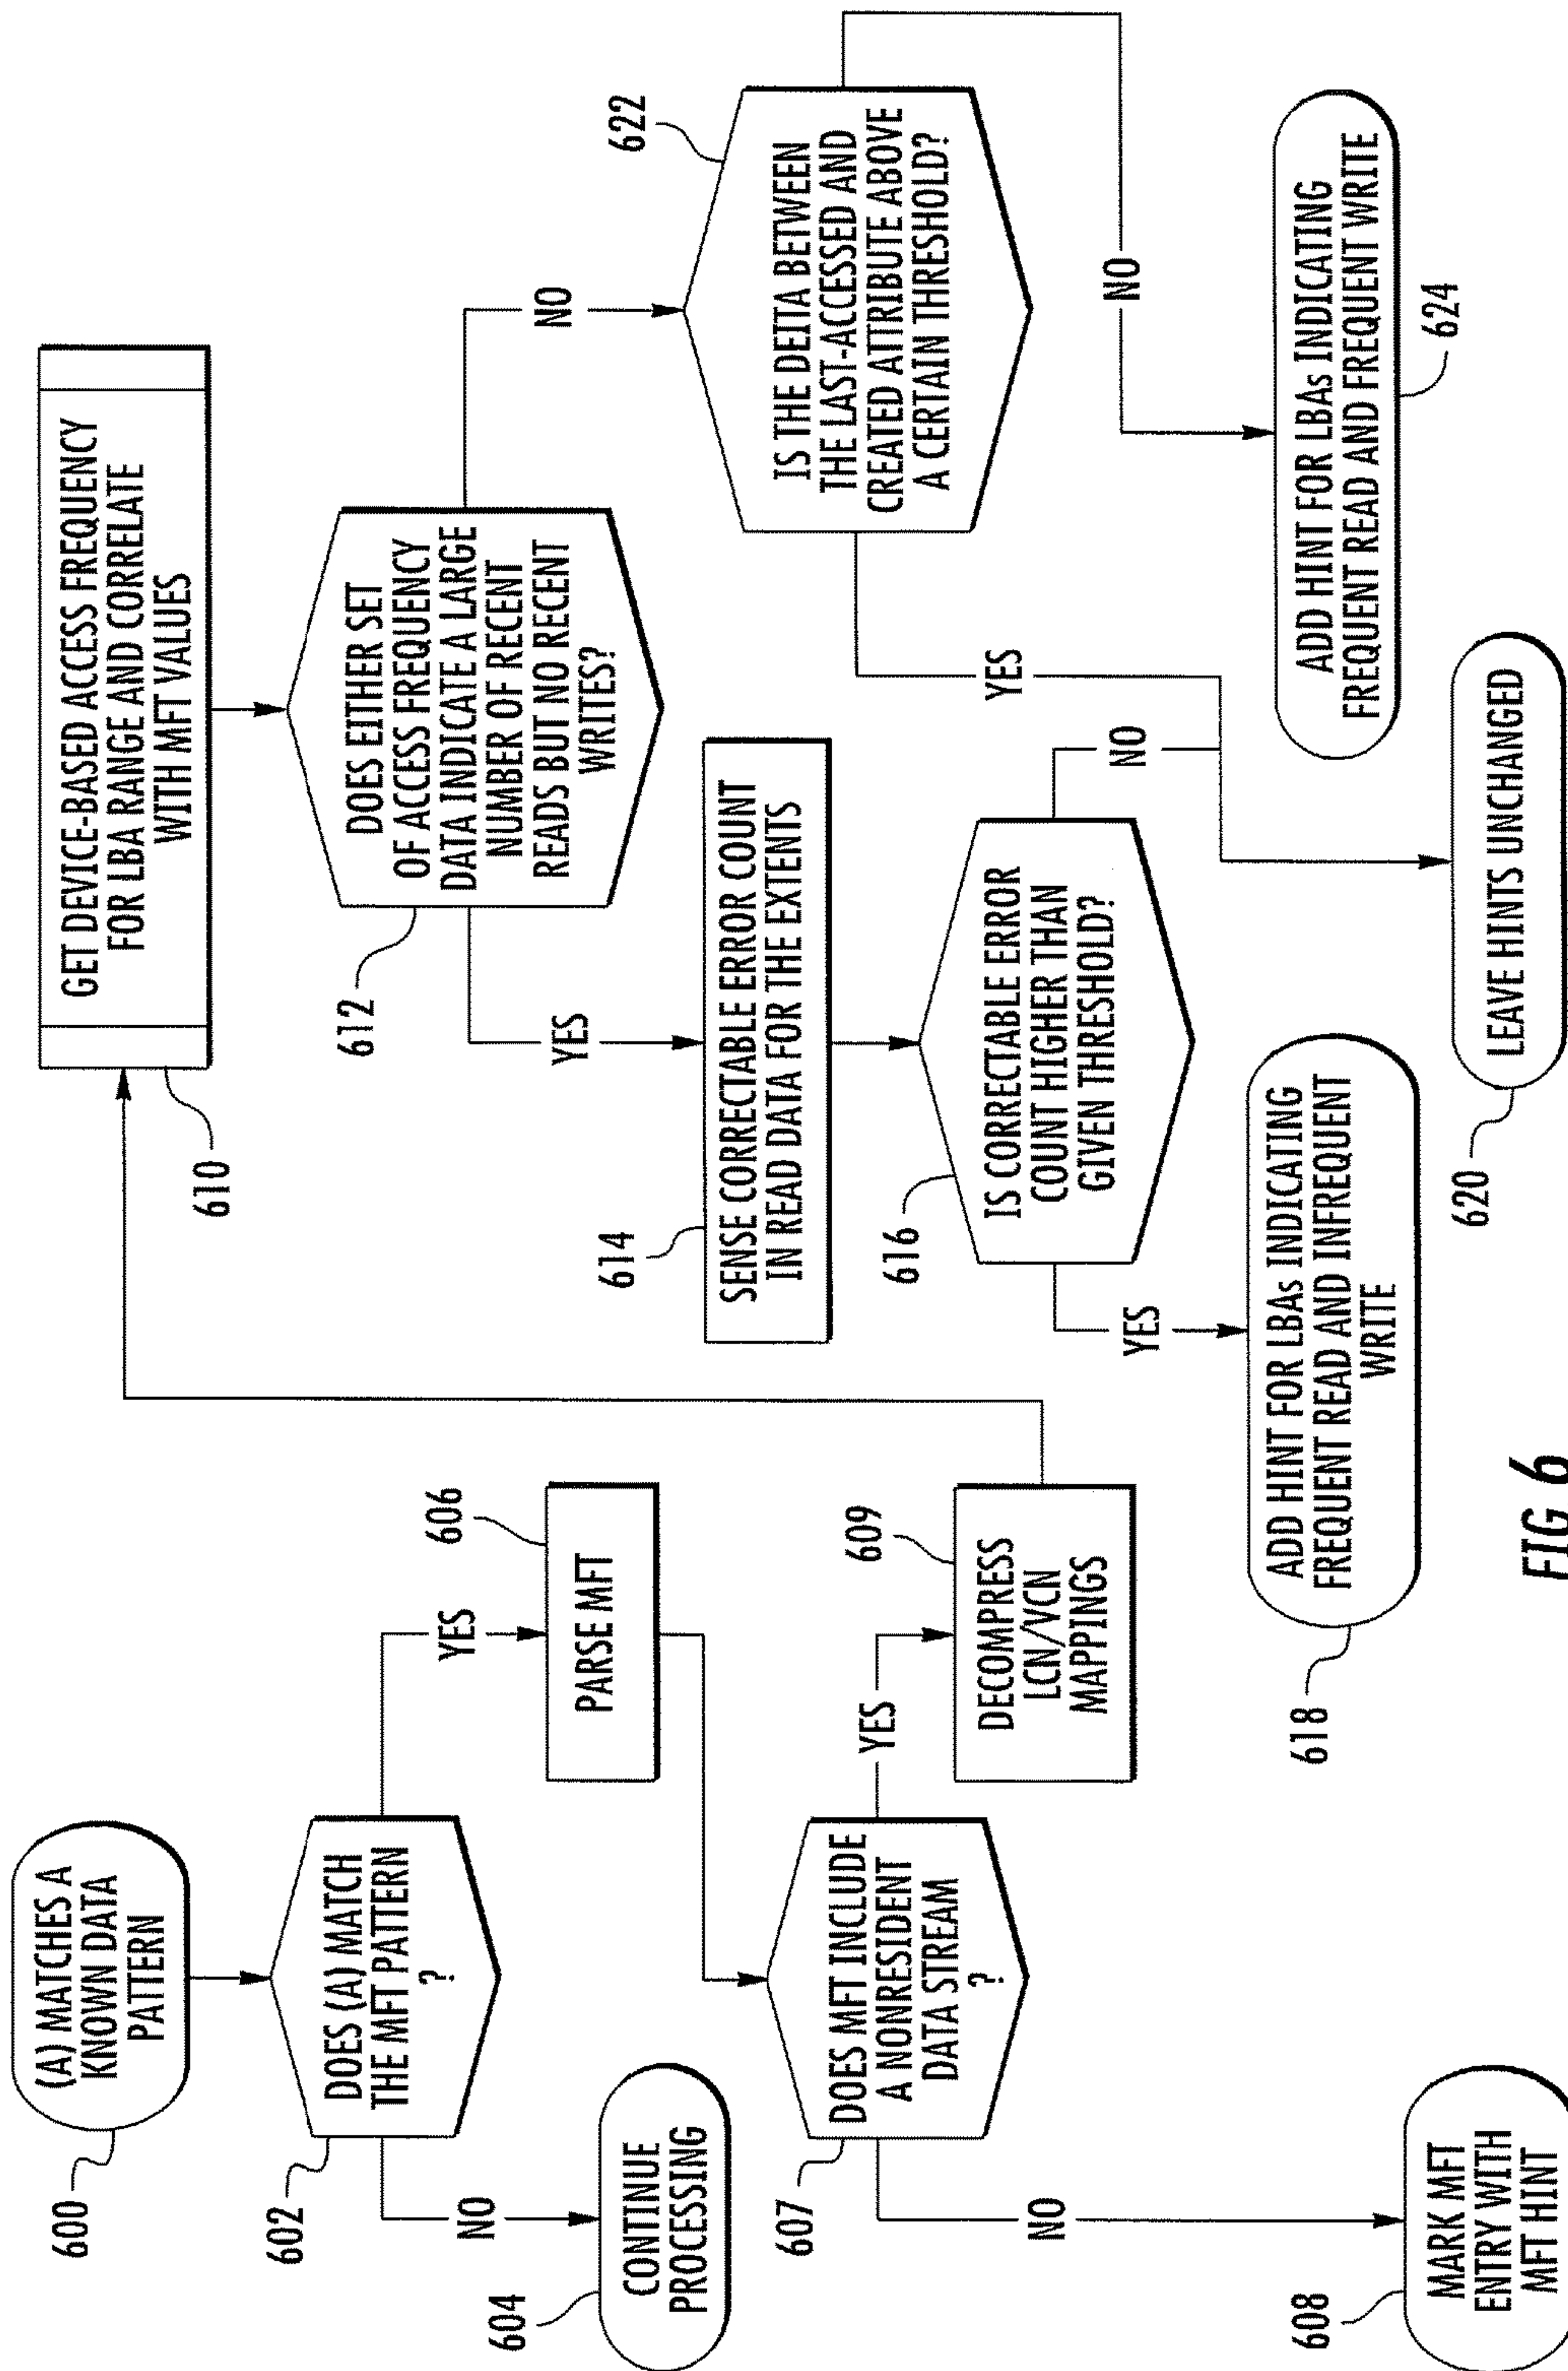 600
(A) MATCHES A
KNOWN DATA
PATTERN
602
DOES (A) MATCH
THE MFT PATTERN
?
NO
YES
604
CONTINUE
PROCESSING
606
PARSE MFT
607
DOES MFT INCLUDE
A NONRESIDENT
DATA STREAM
?
NO
YES
608
MARK MFT
ENTRY WITH
MFT HINT
609
DECOMPRESS
LCN/VCN
MAPPINGS
610
GET DEVICE-BASED ACCESS FREQUENCY
FOR LBA RANGE AND CORRELATE
WITH MFT VALUES
612
DOES EITHER SET
OF ACCESS FREQUENCY
DATA INDICATE A LARGE
NUMBER OF RECENT
READS BUT NO RECENT
WRITES?
YES
NO
614
SENSE CORRECTABLE ERROR COUNT
IN READ DATA FOR THE EXTENTS
616
IS CORRECTABLE ERROR
COUNT HIGHER THAN
GIVEN THRESHOLD?
YES
NO
618
ADD HINT FOR LBAs INDICATING
FREQUENT READ AND INFREQUENT
WRITE
620
LEAVE HINTS UNCHANGED
622
IS THE DEITA BETWEEN
THE LAST-ACCESSED AND
CREATED ATTRIBUTE ABOVE
A CERTAIN THRESHOLD?
YES
NO
ADD HINT FOR LBAs INDICATING
FREQUENT READ AND FREQUENT WRITE
624
FIG 6